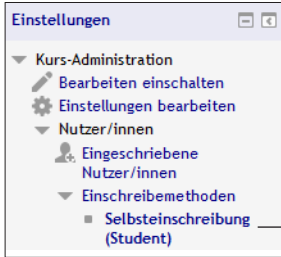 Einstellungen
Kurs-Administration
Bearbeiten einschalten
Einstellungen bearbeiten
Nutzer/innen
Eingeschriebene
Nutzer/innen
Einschreibemethoden
Selbsteinschreibung
(Student)